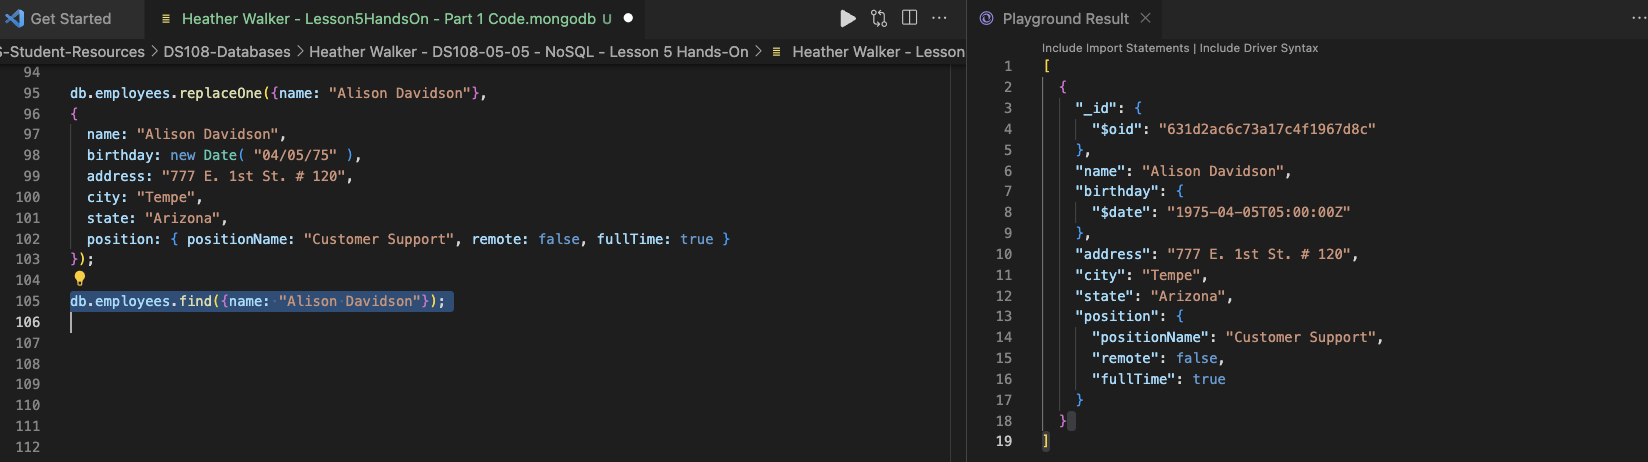 Get Started
Heather Walker - Lesson5HandsOn - Part 1 Code.mongodb U
S-Student-Resources > DS108-Databases > Heather Walker - DS108-05-05 - NoSQL - Lesson 5 Hands-On > Heather Walker - Lesson
94
95 db.employees.replaceOne({name: "Alison Davidson"},
96 {
97 name: "Alison Davidson",
98 birthday: new Date( "04/05/75" ),
99 address: "777 E. 1st St. # 120",
100 city: "Tempe",
101 state: "Arizona",
102 position: { positionName: "Customer Support", remote: false, fullTime: true }
103 });
104
105 db.employees.find({name: "Alison Davidson"});
106
107
108
109
110
111
112
Playground Result
Include Import Statements | Include Driver Syntax
1 [
2 {
3 "_id": {
4 "$oid": "631d2ac6c73a17c4f1967d8c"
5 },
6 "name": "Alison Davidson",
7 "birthday": {
8 "$date": "1975-04-05T05:00:00Z"
9 },
10 "address": "777 E. 1st St. # 120",
11 "city": "Tempe",
12 "state": "Arizona",
13 "position": {
14 "positionName": "Customer Support",
15 "remote": false,
16 "fullTime": true
17 }
18 }
19 ]